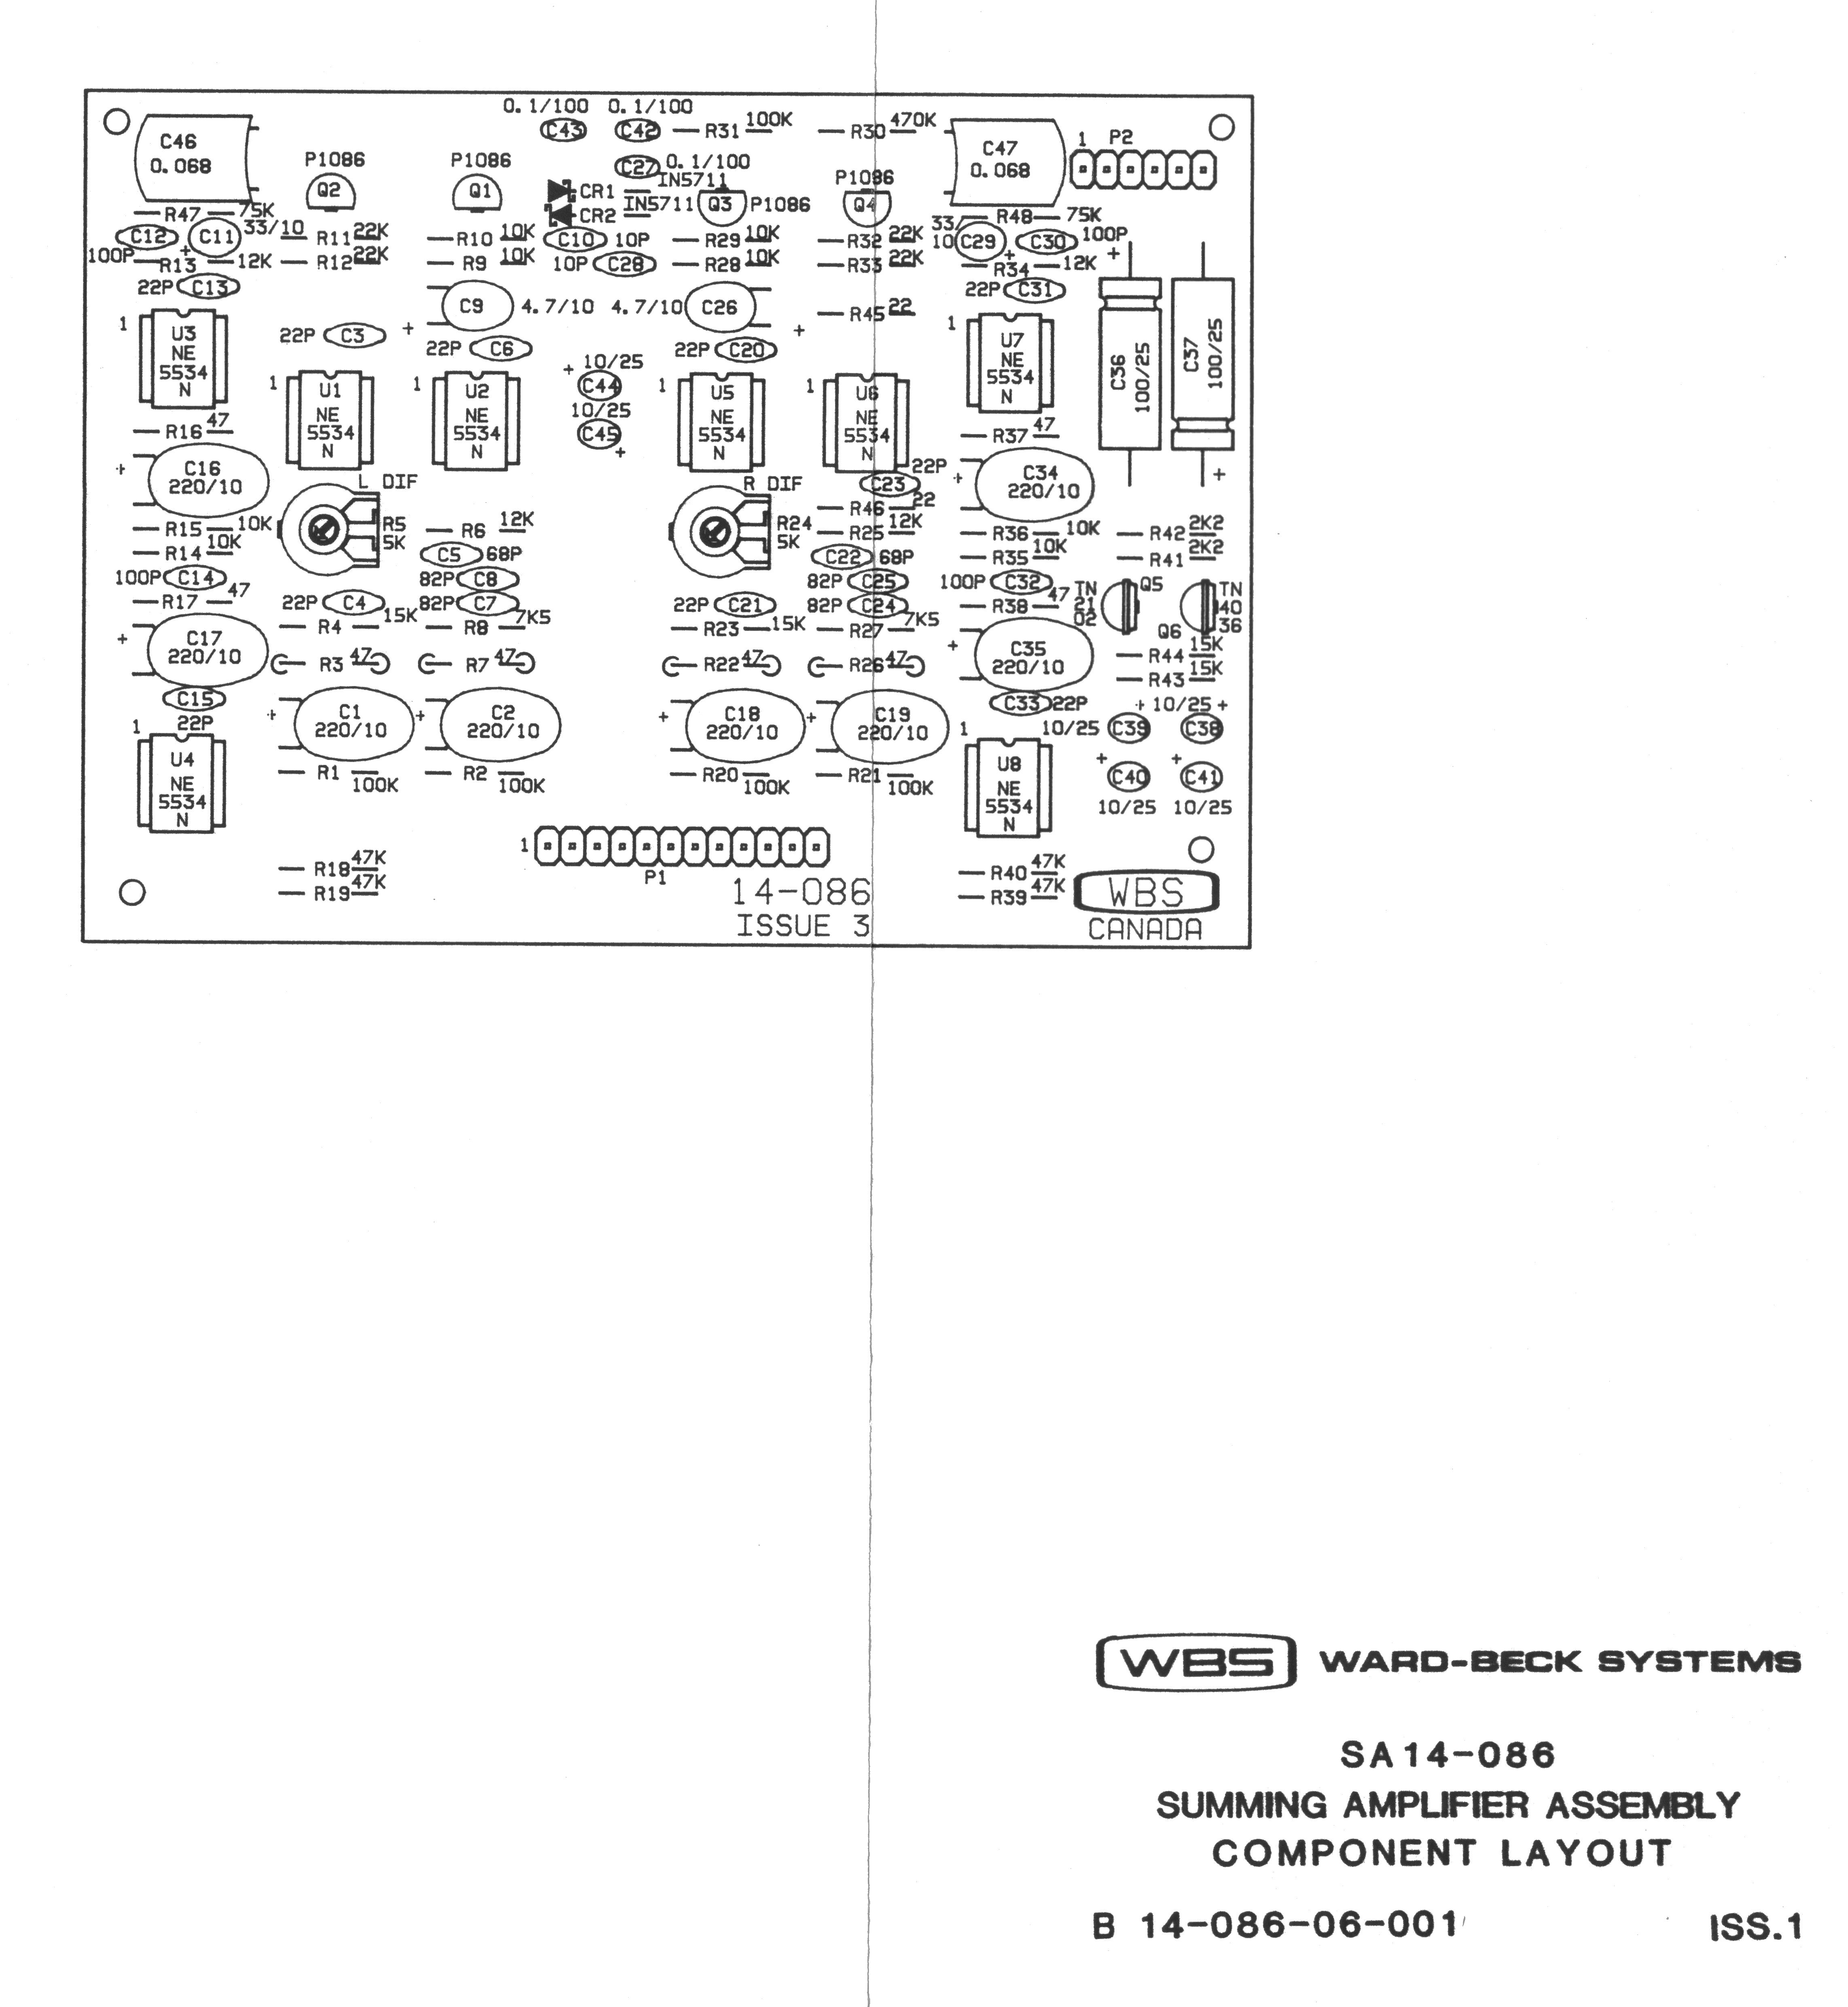 0.1/100 0.1/100
C46
0.068
C43 C42 R31 100K R30 470K
C47
0.068
1 P2
P1086 P1086 C27 0.1/100
Q2 Q1 CR1 IN5711 Q3 P1086 P1086 Q4
CR2 IN5711
R47 75K R48 75K
C12 C11 33/10 R11 22K R10 10K C10 10P R29 10K R32 22K 33/10 C29 C30 100P
100P R13 + 12K R12 22K R9 10K 10P C28 R28 10K R33 22K + R34 12K +
22P C13 22P C31
C9 4.7/10 4.7/10 C26 R45 22
1 U3 NE 5534 N
22P C3 + 22P C6 22P C20 +
1 U7 NE 5534 N
C36 100/25
C37 100/25
+ 10/25
C44
10/25
C45
+
1 U1 NE 5534 N
1 U2 NE 5534 N
1 U5 NE 5534 N
1 U6 NE 5534 N
R16 47 R37 47
+ C16 220/10
L DIF R DIF
22P C23
+ C34 220/10 +
R46 22
R15 10K R5 5K R6 12K R24 5K R25 12K R36 10K R42 2K2
R14 10K C5 68P C22 68P R35 10K R41 2K2
100P C14 82P C8 82P C25 100P C32
TN 21 02 Q5
TN 40 36 Q6
R17 47 22P C4 82P C7 22P C21 82P C24 R38 47
R4 15K R8 7K5 R23 15K R27 7K5
+ C17 220/10 + C35 220/10
R44 15K
R3 47 R7 47 R22 47 R26 47 R43 15K
C15 22P C33 22P
+ 10/25 +
+ C1 220/10 + C2 220/10 + C18 220/10 + C19 220/10
10/25 C39 C38
1 U4 NE 5534 N
1 U8 NE 5534 N
R1 100K R2 100K R20 100K R21 100K
+ C40 + C41
10/25 10/25
1 P1
R18 47K R40 47K
R19 47K R39 47K
14-086
ISSUE 3
WBS
CANADA
WBS WARD-BECK SYSTEMS
SA14-086
SUMMING AMPLIFIER ASSEMBLY
COMPONENT LAYOUT
B 14-086-06-001 ISS.1